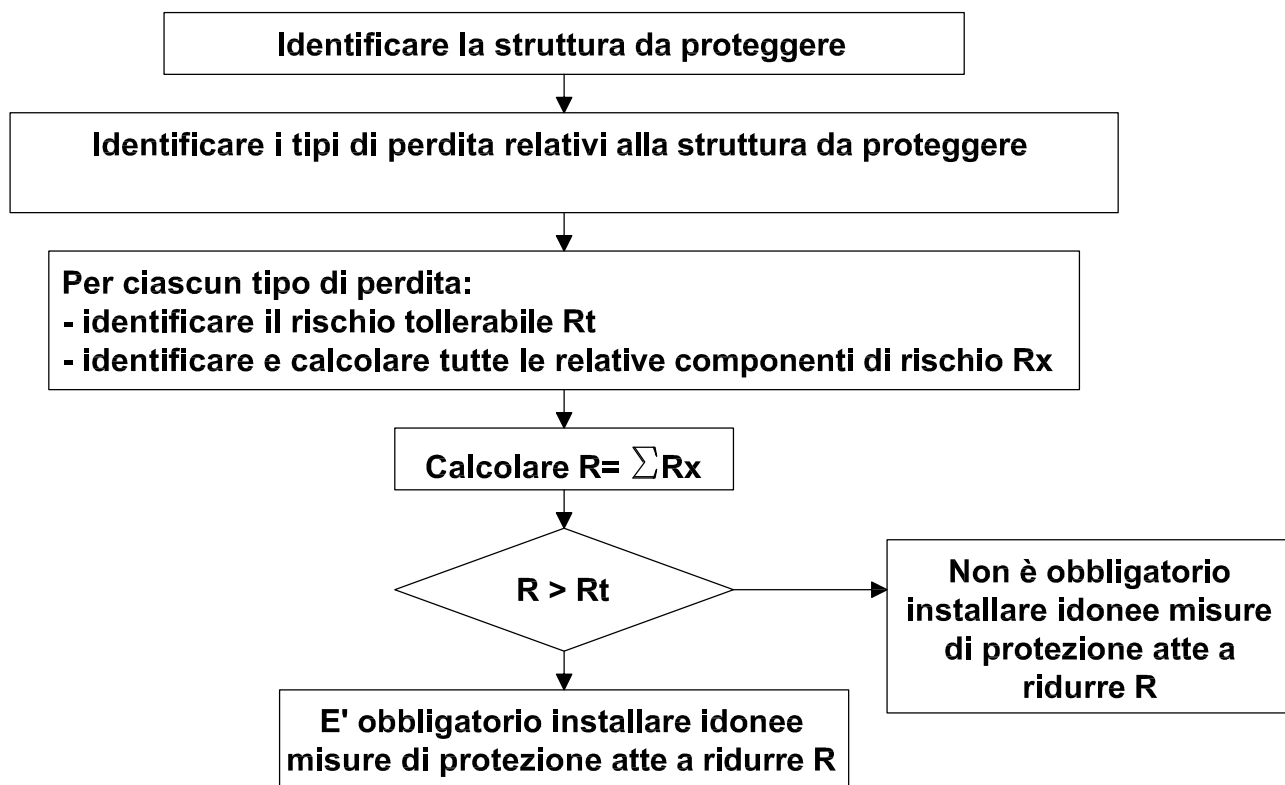 Identificare la struttura da proteggere
Identificare i tipi di perdita relativi alla struttura da proteggere
Per ciascun tipo di perdita:
- identificare il rischio tollerabile Rt
- identificare e calcolare tutte le relative componenti di rischio Rx
Calcolare R= ∑Rx
R > Rt
Non è obbligatorio
installare idonee misure
di protezione atte a
ridurre R
E' obbligatorio installare idonee
misure di protezione atte a ridurre R